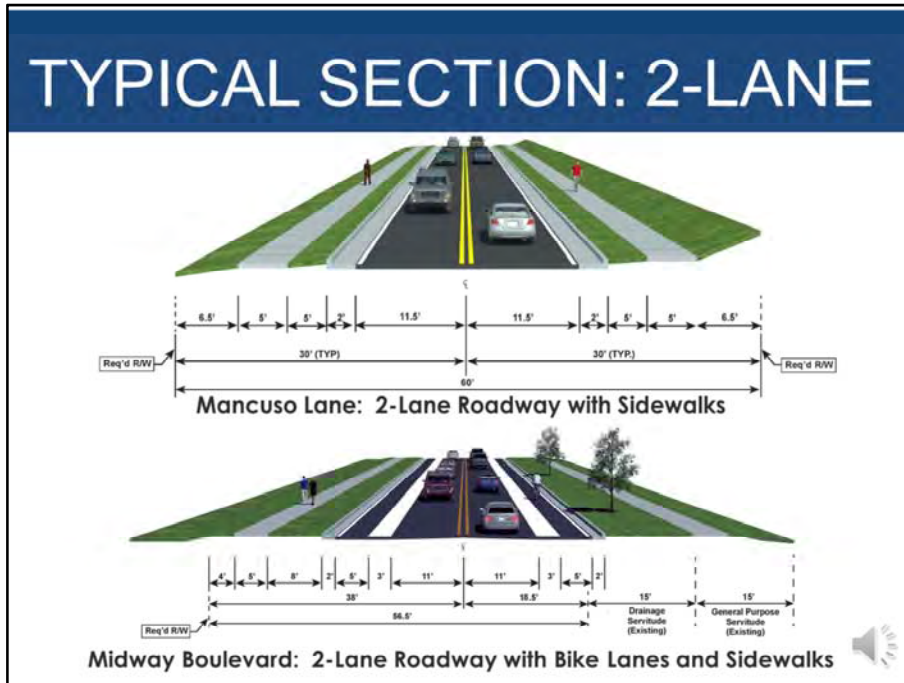 TYPICAL SECTION: 2-LANE
℄
6.5' 5' 5' 2' 11.5' 11.5' 2' 5' 5' 6.5'
Req'd R/W 30' (TYP) 30' (TYP.) Req'd R/W
60'
Mancuso Lane: 2-Lane Roadway with Sidewalks
4' 5' 8' 2' 5' 3' 11' 11' 3' 5' 2' 15' 15'
38' 18.5' Drainage General Purpose
Servitude Servitude
56.5' (Existing) (Existing)
Req'd R/W
Midway Boulevard: 2-Lane Roadway with Bike Lanes and Sidewalks